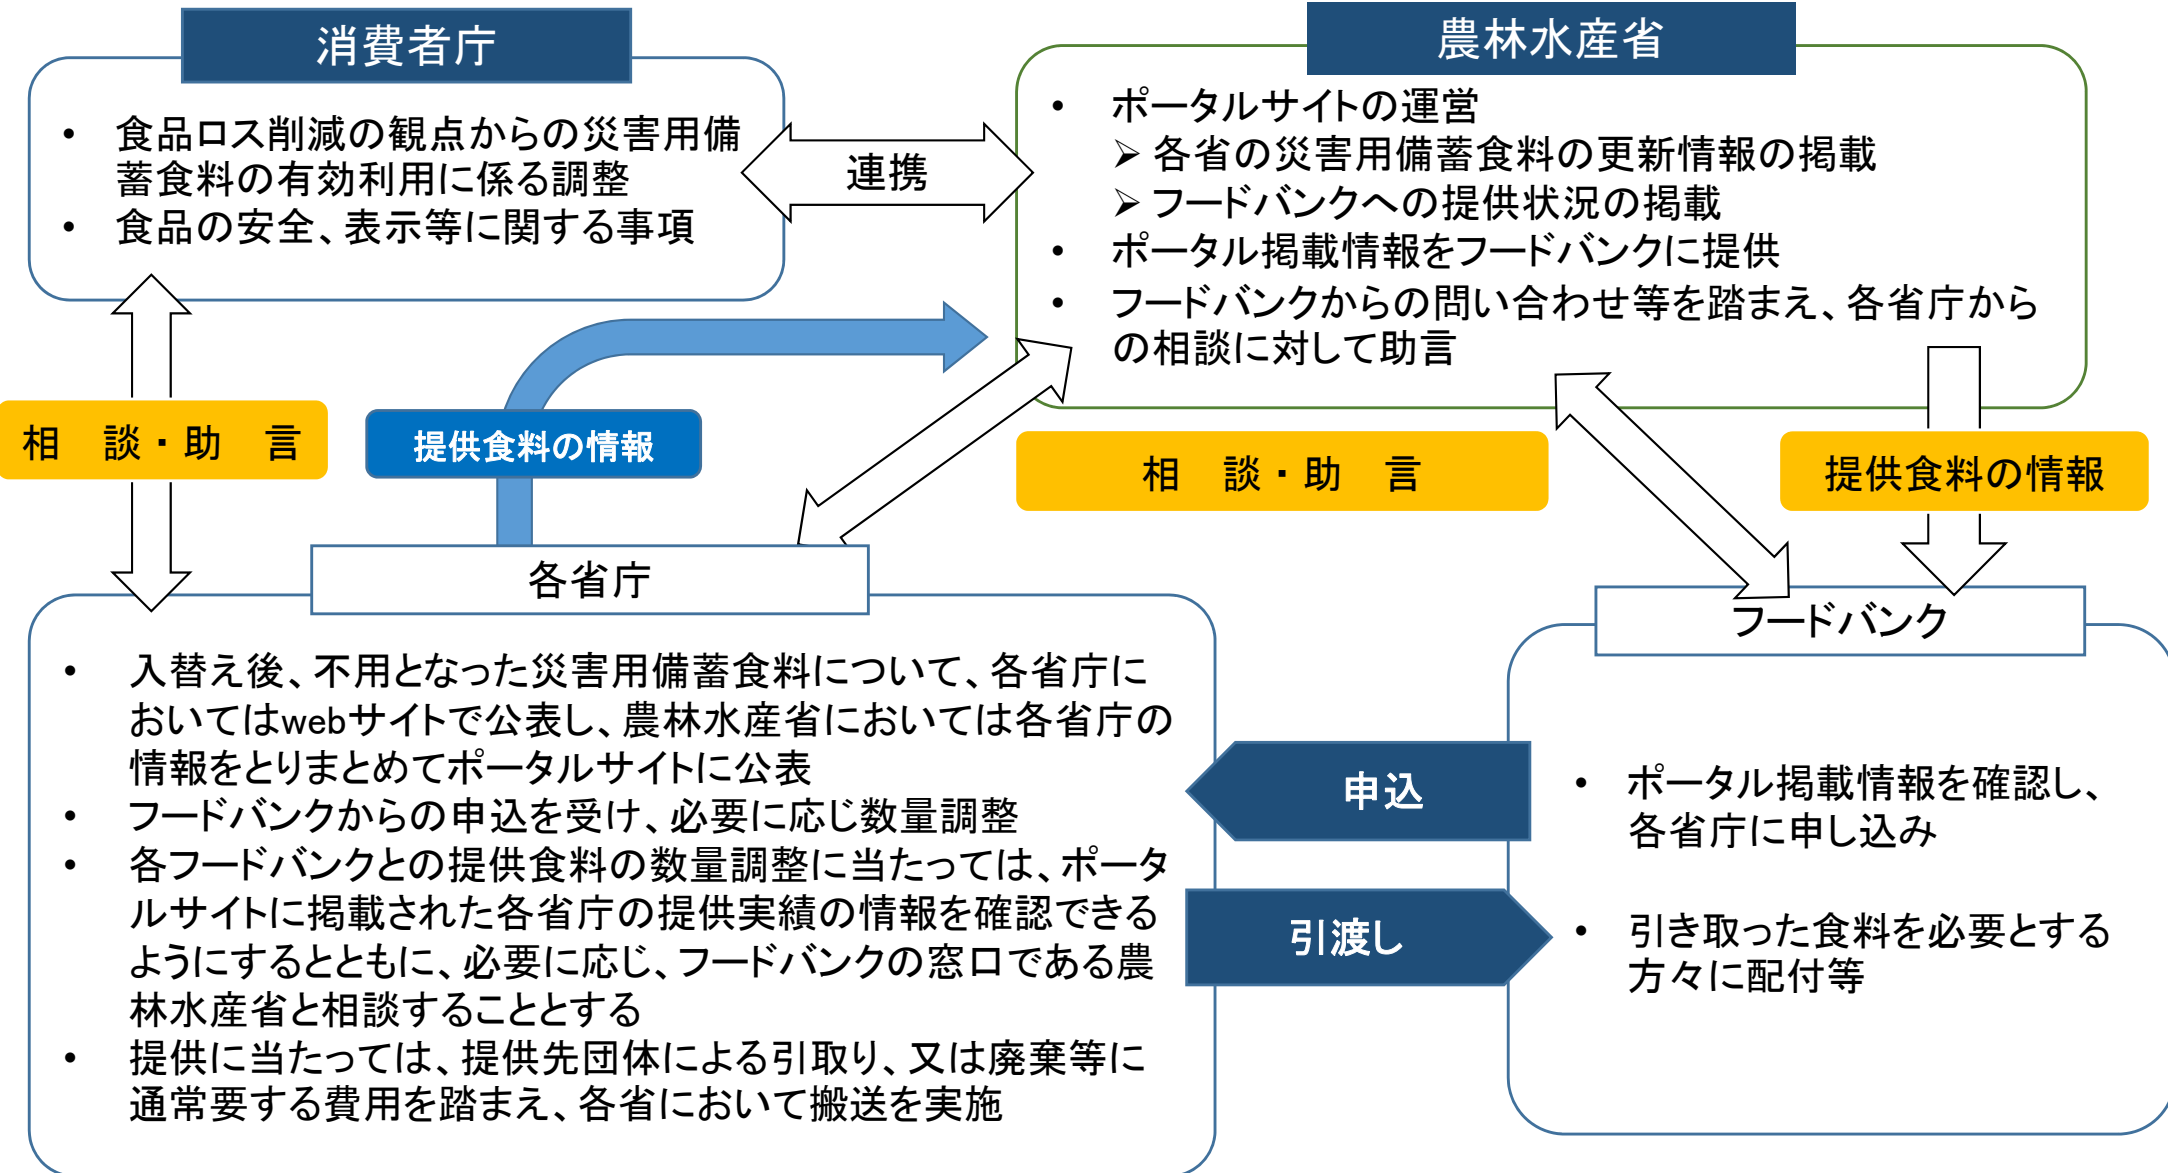 消費者庁
• 食品ロス削減の観点からの災害用備
蓄食料の有効利用に係る調整
• 食品の安全、表示等に関する事項
連携
農林水産省
• ポータルサイトの運営
➢ 各省の災害用備蓄食料の更新情報の掲載
➢ フードバンクへの提供状況の掲載
• ポータル掲載情報をフードバンクに提供
• フードバンクからの問い合わせ等を踏まえ、各省庁から
の相談に対して助言
相　談・助　言
提供食料の情報
相　談・助　言
提供食料の情報
各省庁
• 入替え後、不用となった災害用備蓄食料について、各省庁に
おいてはwebサイトで公表し、農林水産省においては各省庁の
情報をとりまとめてポータルサイトに公表
• フードバンクからの申込を受け、必要に応じ数量調整
• 各フードバンクとの提供食料の数量調整に当たっては、ポータ
ルサイトに掲載された各省庁の提供実績の情報を確認できる
ようにするとともに、必要に応じ、フードバンクの窓口である農
林水産省と相談することとする
• 提供に当たっては、提供先団体による引取り、又は廃棄等に
通常要する費用を踏まえ、各省において搬送を実施
申込
引渡し
フードバンク
• ポータル掲載情報を確認し、
各省庁に申し込み
• 引き取った食料を必要とする
方々に配付等